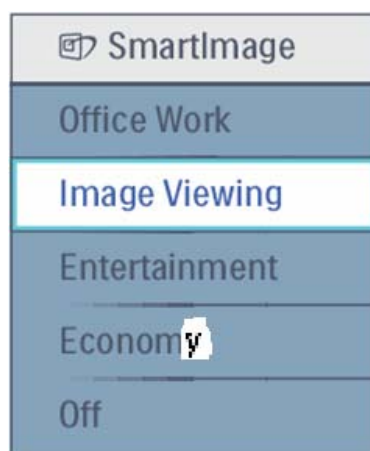 SmartImage
Office Work
Image Viewing
Entertainment
Economy
Off